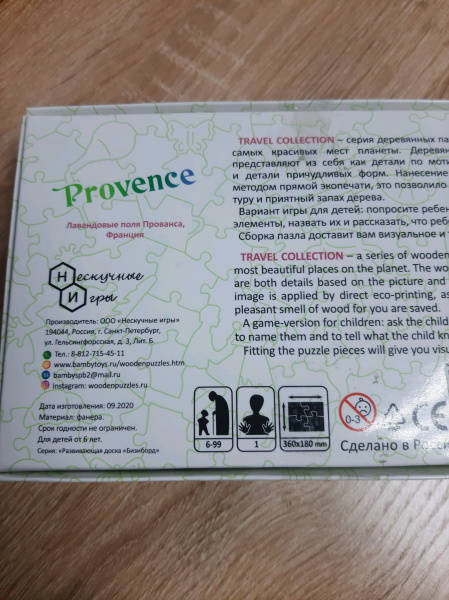 Provence
Лавандовые поля Прованса,
Франция
Нескучные
Игры
Производитель: ООО «Нескучные игры»
194044, Россия, г. Санкт-Петербург,
ул. Гельсингфорсская, д. 3, Лит. Б
Тел.: 8-812-715-45-11
www.bambytoys.ru/woodenpuzzles.htm
bambyspb2@mail.ru
instagram: woodenpuzzles.ru
Дата изготовления: 09.2020
Материал: фанера.
Срок годности не ограничен.
Для детей от 6 лет.
Серия: «Развивающая доска «Бизиборд»
TRAVEL COLLECTION – серия деревянных па
самых красивых мест планеты. Деревян
представляют из себя как детали по моти
и детали причудливых форм. Нанесение
методом прямой экопечати, это позволило
туру и приятный запах дерева.
Вариант игры для детей: попросите ребен
элементы, назвать их и рассказать, что реб
Сборка пазла доставит вам визуальное и т
TRAVEL COLLECTION – a series of wooden
most beautiful places on the planet. The wo
are both details based on the picture and
image is applied by direct eco-printing, as
pleasant smell of wood for you are saved.
A game-version for children: ask the child
to name them and to tell what the child kn
Fitting the puzzle pieces will give you visu
6-99
1
360x180 mm
0-3
CE
Сделано в Росси